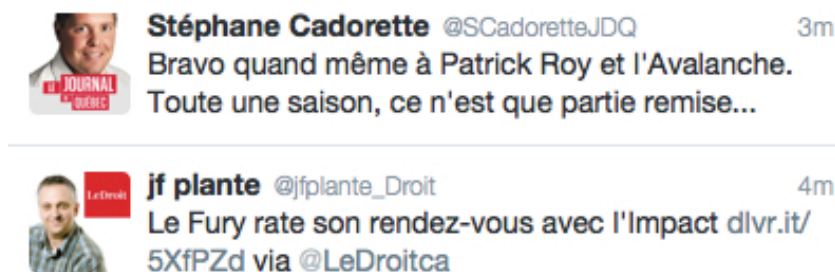 Stéphane Cadorette @SCadoretteJDQ 3m
Bravo quand même à Patrick Roy et l'Avalanche.
Toute une saison, ce n'est que partie remise...
LE JOURNAL
DE QUÉBEC
jf plante @jfplante_Droit 4m
LeDroit
Le Fury rate son rendez-vous avec l'Impact dlvr.it/
5XfPZd via @LeDroitca